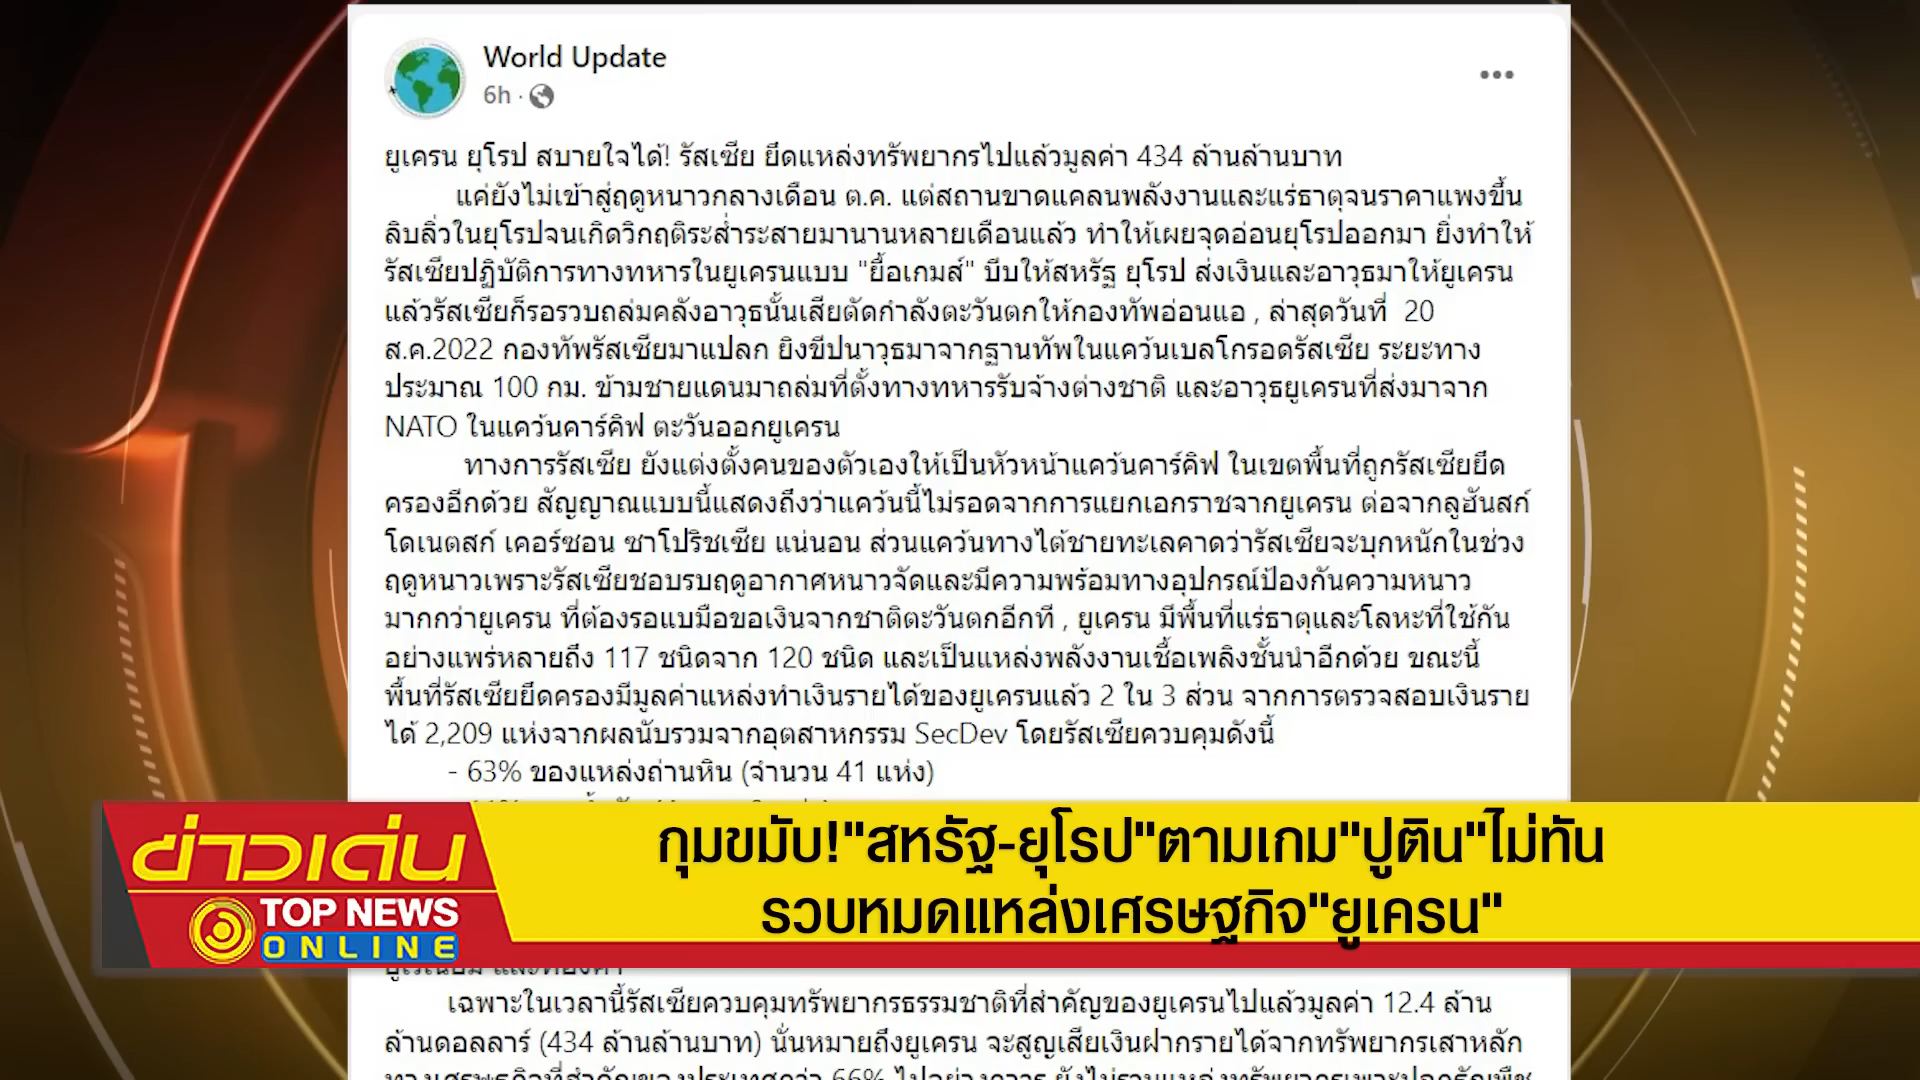 World Update
6h ·
ยูเครน ยุโรป สบายใจได้! รัสเซีย ยึดแหล่งทรัพยากรไปแล้วมูลค่า 434 ล้านล้านบาท
แค่ยังไม่เข้าสู่ฤดูหนาวกลางเดือน ต.ค. แต่สถานขาดแคลนพลังงานและแร่ธาตุจนราคาแพงขึ้น
ลิบลิ่วในยุโรปจนเกิดวิกฤติระส่ำระสายมานานหลายเดือนแล้ว ทำให้เผยจุดอ่อนยุโรปออกมา ยิ่งทำให้
รัสเซียปฏิบัติการทางทหารในยูเครนแบบ "ยื้อเกมส์" บีบให้สหรัฐ ยุโรป ส่งเงินและอาวุธมาให้ยูเครน
แล้วรัสเซียก็รอรวบถล่มคลังอาวุธนั้นเสียตัดกำลังตะวันตกให้กองทัพอ่อนแอ , ล่าสุดวันที่ 20
ส.ค.2022 กองทัพรัสเซียมาแปลก ยิงขีปนาวุธมาจากฐานทัพในแคว้นเบลโกรอดรัสเซีย ระยะทาง
ประมาณ 100 กม. ข้ามชายแดนมาถล่มที่ตั้งทางทหารรับจ้างต่างชาติ และอาวุธยูเครนที่ส่งมาจาก
NATO ในแคว้นคาร์คิฟ ตะวันออกยูเครน
ทางการรัสเซีย ยังแต่งตั้งคนของตัวเองให้เป็นหัวหน้าแคว้นคาร์คิฟ ในเขตพื้นที่ถูกรัสเซียยึด
ครองอีกด้วย สัญญาณแบบนี้แสดงถึงว่าแคว้นนี้ไม่รอดจากการแยกเอกราชจากยูเครน ต่อจากลูฮันสก์
โดเนตสก์ เคอร์ซอน ซาโปริซเซีย แน่นอน ส่วนแคว้นทางใต้ชายทะเลคาดว่ารัสเซียจะบุกหนักในช่วง
ฤดูหนาวเพราะรัสเซียชอบรบฤดูอากาศหนาวจัดและมีความพร้อมทางอุปกรณ์ป้องกันความหนาว
มากกว่ายูเครน ที่ต้องรอแบมือขอเงินจากชาติตะวันตกอีกที , ยูเครน มีพื้นที่แร่ธาตุและโลหะที่ใช้กัน
อย่างแพร่หลายถึง 117 ชนิดจาก 120 ชนิด และเป็นแหล่งพลังงานเชื้อเพลิงชั้นนำอีกด้วย ขณะนี้
พื้นที่รัสเซียยึดครองมีมูลค่าแหล่งทำเงินรายได้ของยูเครนแล้ว 2 ใน 3 ส่วน จากการตรวจสอบเงินราย
ได้ 2,209 แห่งจากผลนับรวมจากอุตสาหกรรม SecDev โดยรัสเซียควบคุมดังนี้
- 63% ของแหล่งถ่านหิน (จำนวน 41 แห่ง)
ข่าวเด่น
TOP NEWS
ONLINE
กุมขมับ!"สหรัฐ-ยุโรป"ตามเกม"ปูติน"ไม่ทัน
รวบหมดแหล่งเศรษฐกิจ"ยูเครน"
เฉพาะในเวลานี้รัสเซียควบคุมทรัพยากรธรรมชาติที่สำคัญของยูเครนไปแล้วมูลค่า 12.4 ล้าน
ล้านดอลลาร์ (434 ล้านล้านบาท) นั่นหมายถึงยูเครน จะสูญเสียเงินฝากรายได้จากทรัพยากรเสาหลัก